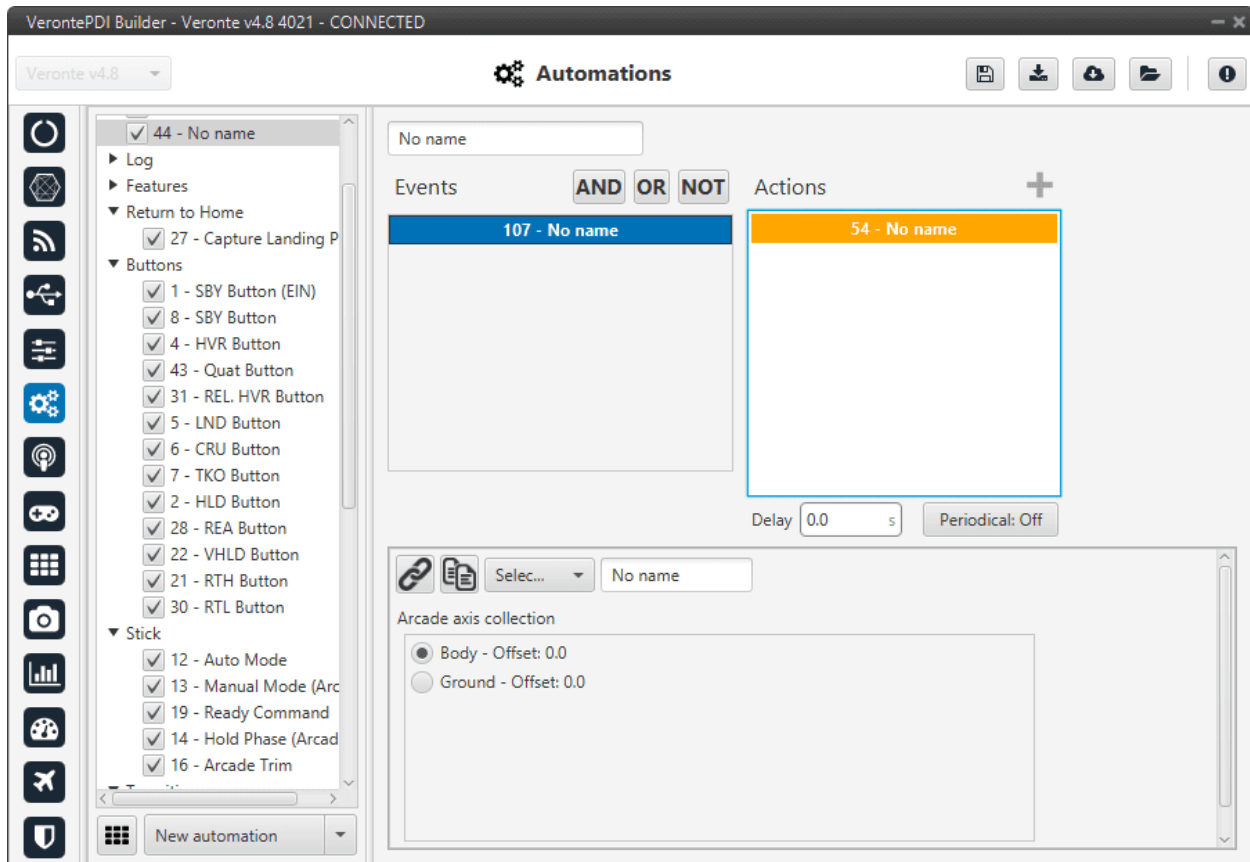 VerontePDI Builder - Veronte v4.8 4021 - CONNECTED
Veronte v4.8
Automations
44 - No name
Log
Features
Return to Home
27 - Capture Landing P
Buttons
1 - SBY Button (EIN)
8 - SBY Button
4 - HVR Button
43 - Quat Button
31 - REL. HVR Button
5 - LND Button
6 - CRU Button
7 - TKO Button
2 - HLD Button
28 - REA Button
22 - VHLD Button
21 - RTH Button
30 - RTL Button
Stick
12 - Auto Mode
13 - Manual Mode (Arc
19 - Ready Command
14 - Hold Phase (Arcad
16 - Arcade Trim
New automation
No name
Events AND OR NOT
107 - No name
Actions
54 - No name
Delay 0.0 s Periodical: Off
Selec... No name
Arcade axis collection
Body - Offset: 0.0
Ground - Offset: 0.0